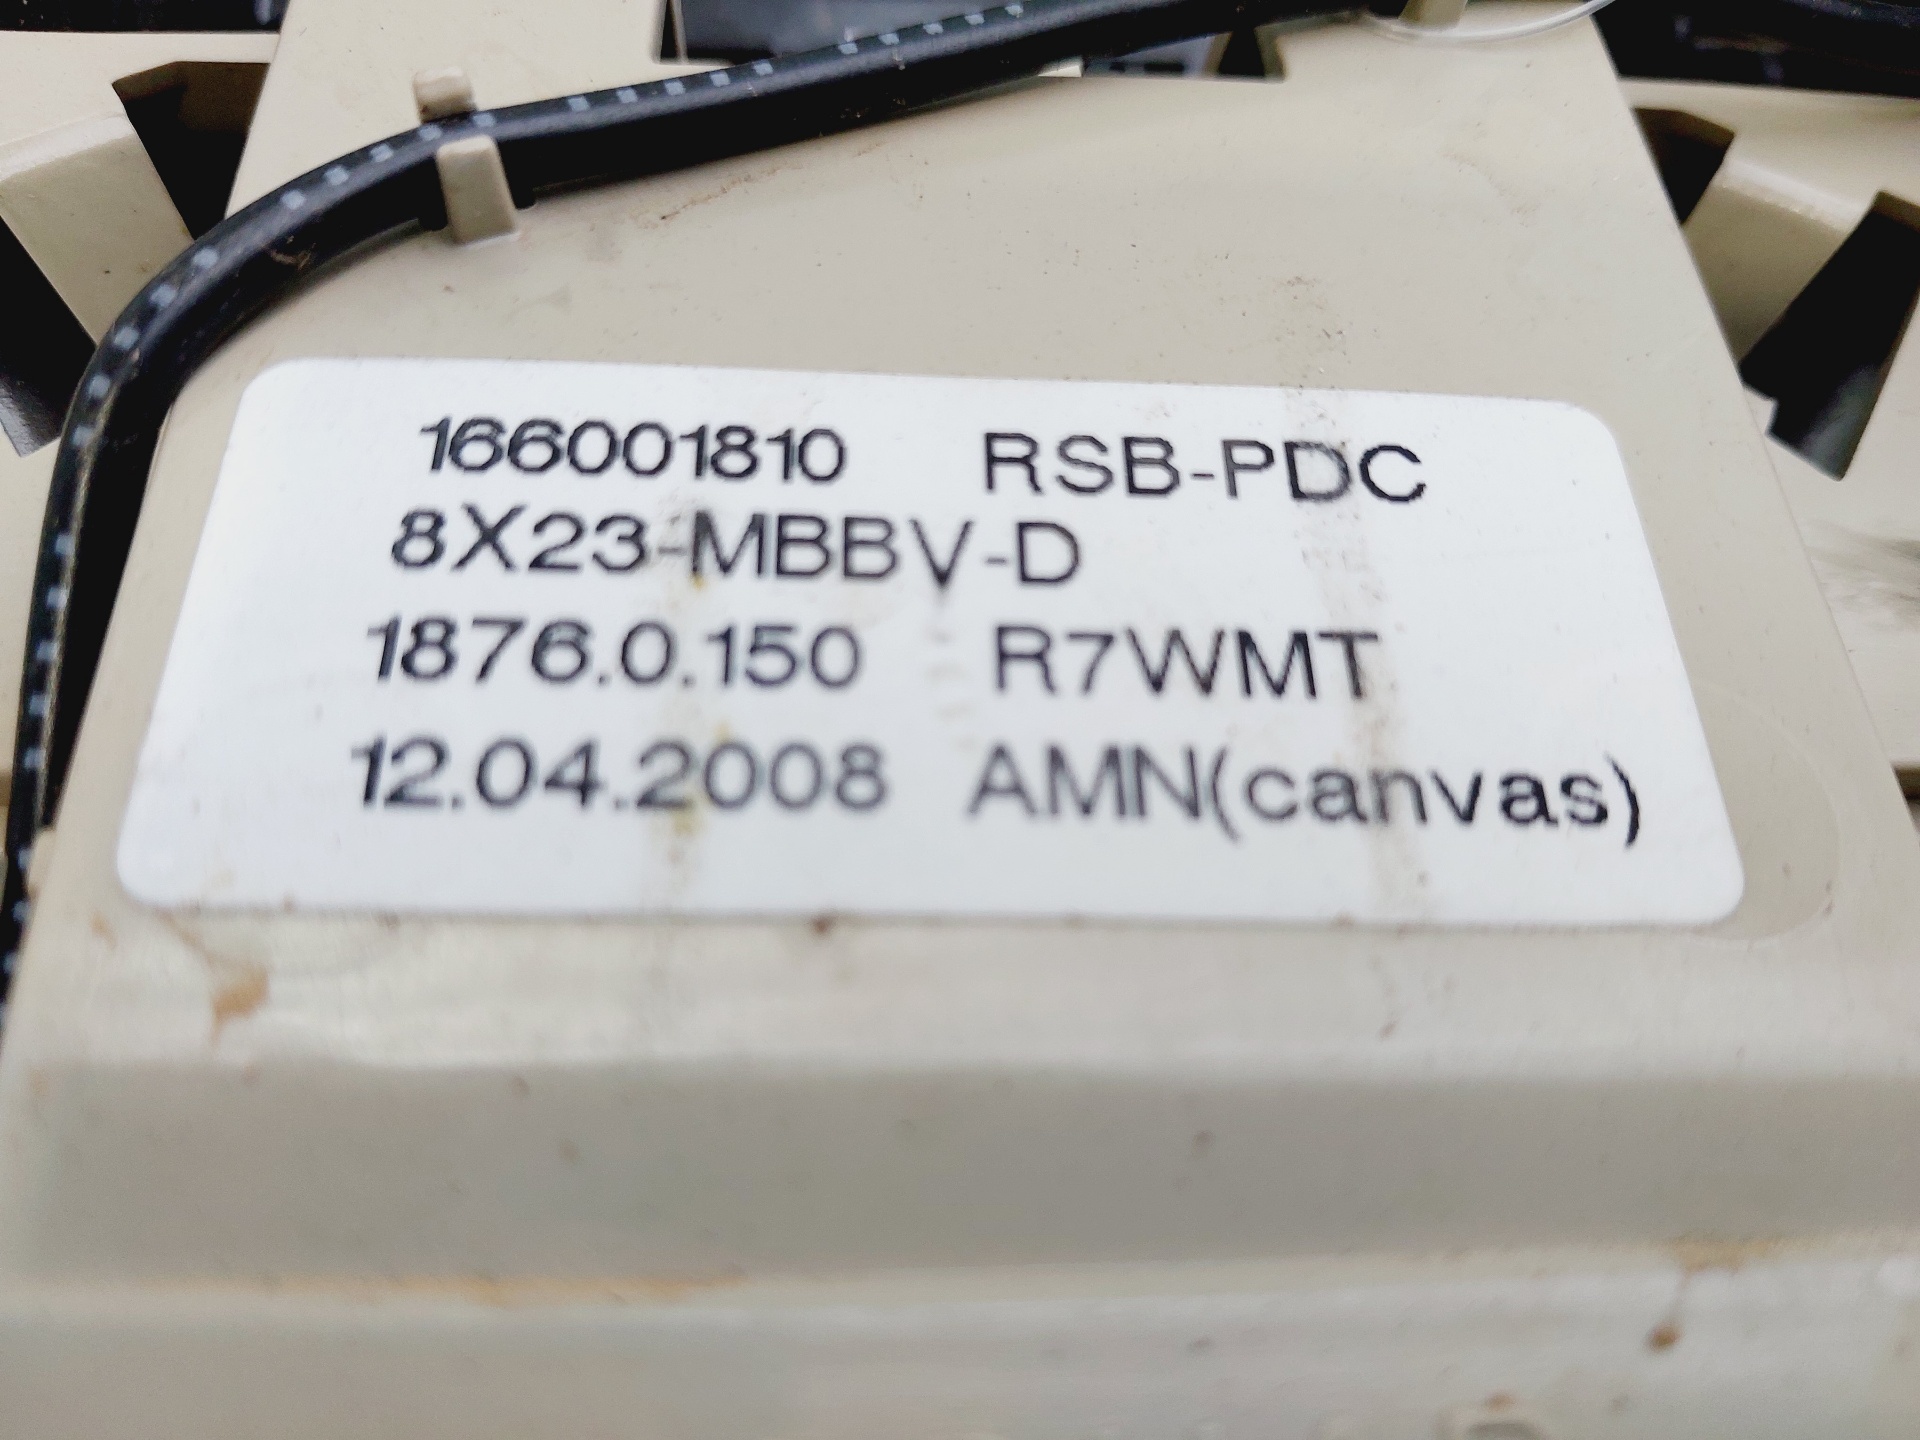 166001810 RSB-PDC
8X23-MBBV-D
1876.0.150 R7WMT
12.04.2008 AMN(canvas)